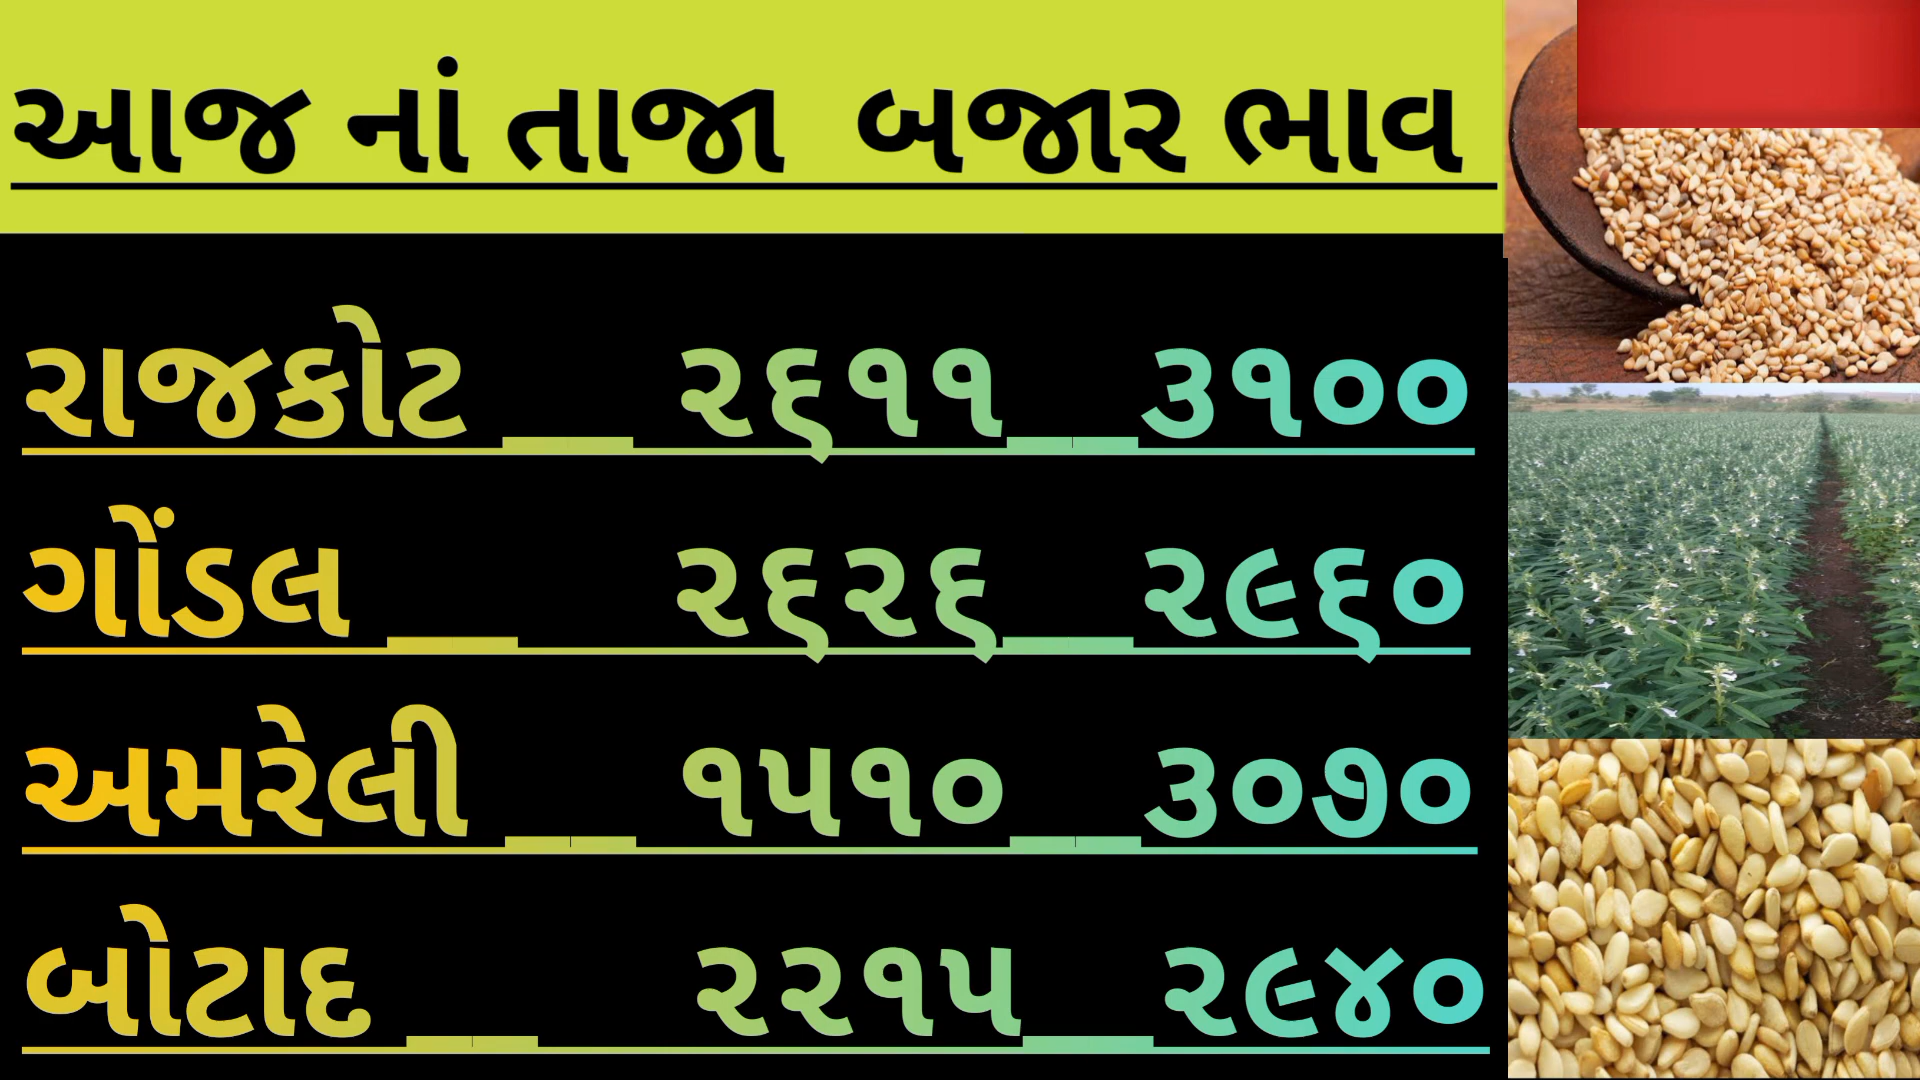 આજ નાં તાજા બજાર ભાવ
રાજકોટ __ ૨૬૧૧__૩૧૦૦
ગોંડલ __ ૨૬૨૬__૨૯૬૦
અમરેલી __ ૧૫૧૦__૩૦૭૦
બોટાદ __ ૨૨૧૫__૨૯૪૦